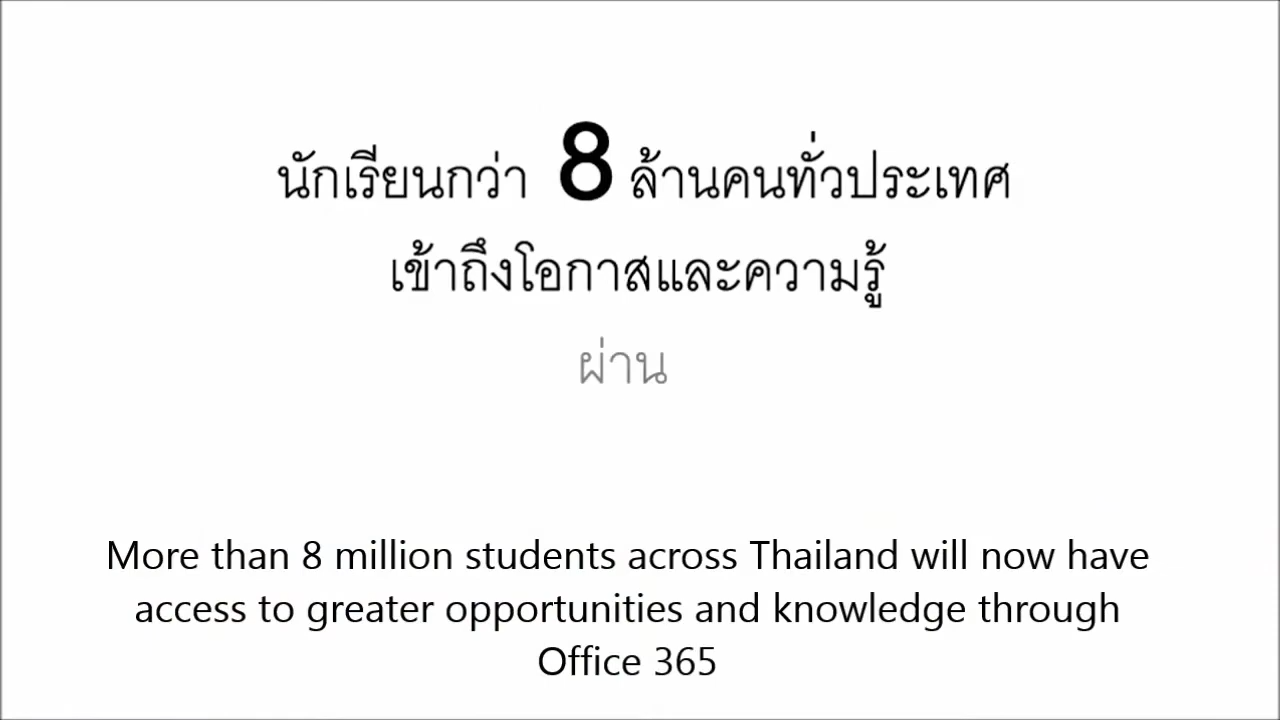 นักเรียนกว่า 8 ล้านคนทั่วประเทศ
เข้าถึงโอกาสและความรู้
ผ่าน
More than 8 million students across Thailand will now have
access to greater opportunities and knowledge through
Office 365